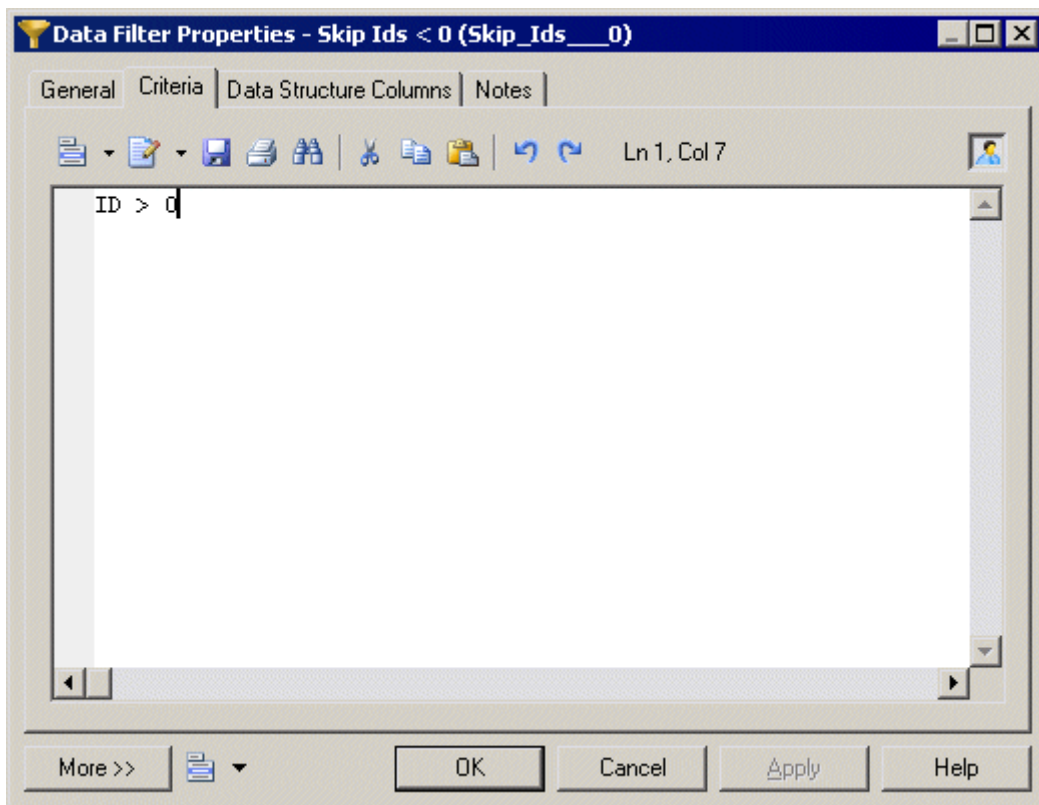 Data Filter Properties - Skip Ids < 0 (Skip_Ids___0)
General Criteria Data Structure Columns Notes
Ln 1, Col 7
ID > 0
More >> OK Cancel Apply Help